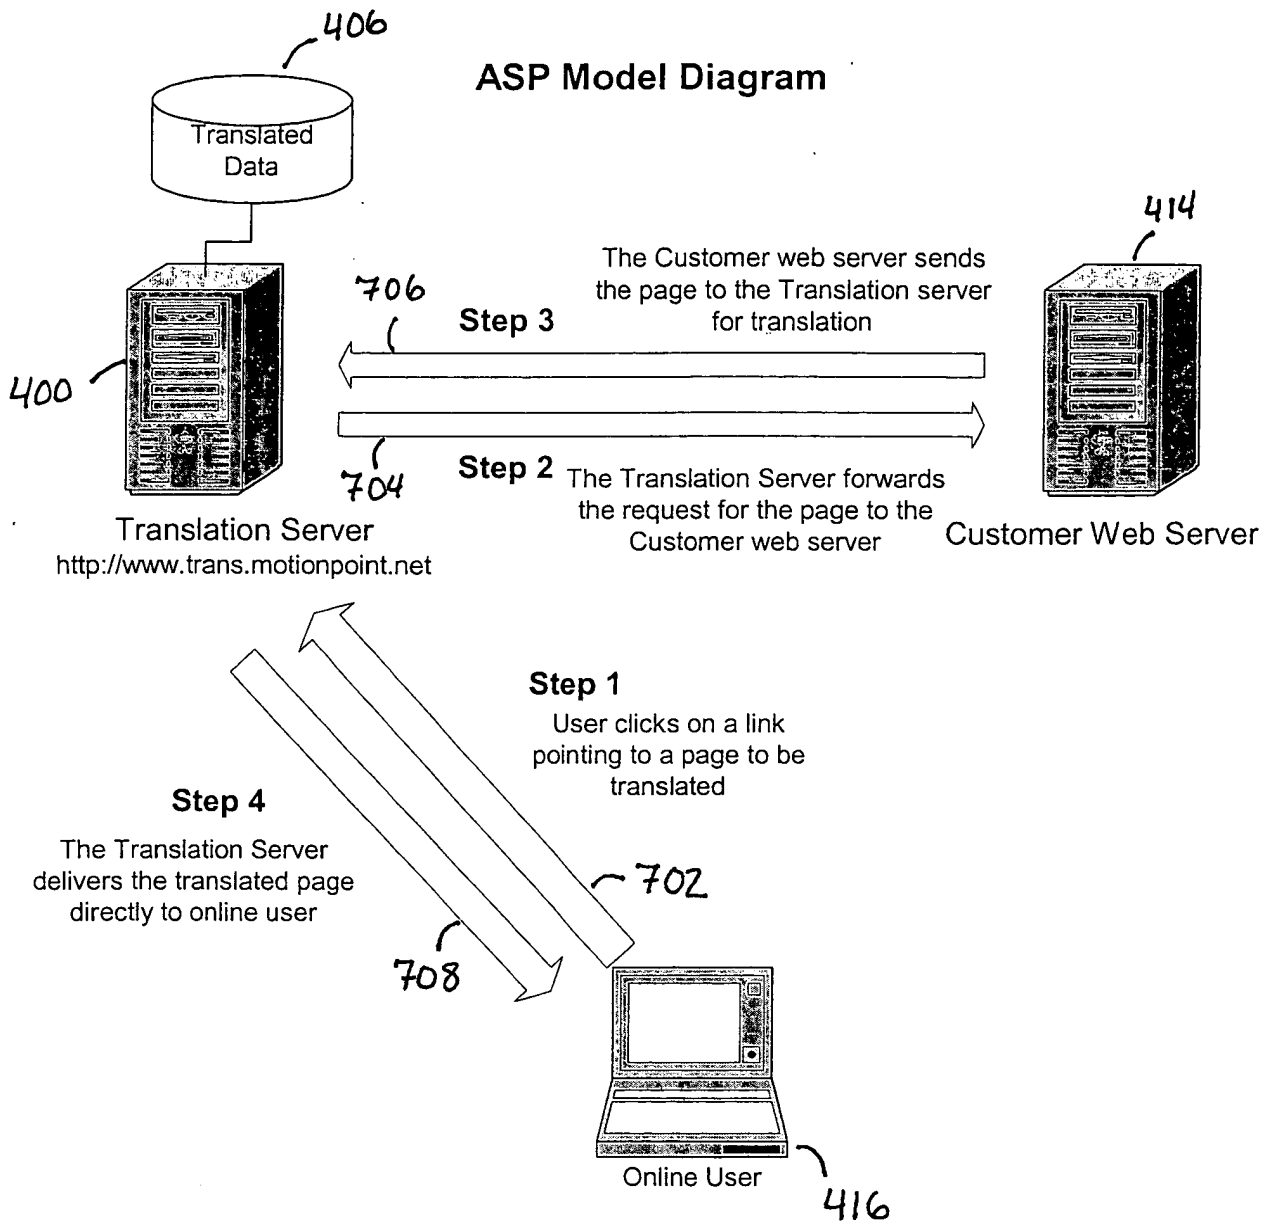 406
ASP Model Diagram
Translated
Data
414
The Customer web server sends
the page to the Translation server
for translation
706
Step 3
400
704
Step 2
The Translation Server forwards
the request for the page to the
Customer web server
Translation Server
http://www.trans.motionpoint.net
Customer Web Server
Step 1
User clicks on a link
pointing to a page to be
translated
Step 4
The Translation Server
delivers the translated page
directly to online user
702
708
Online User
416